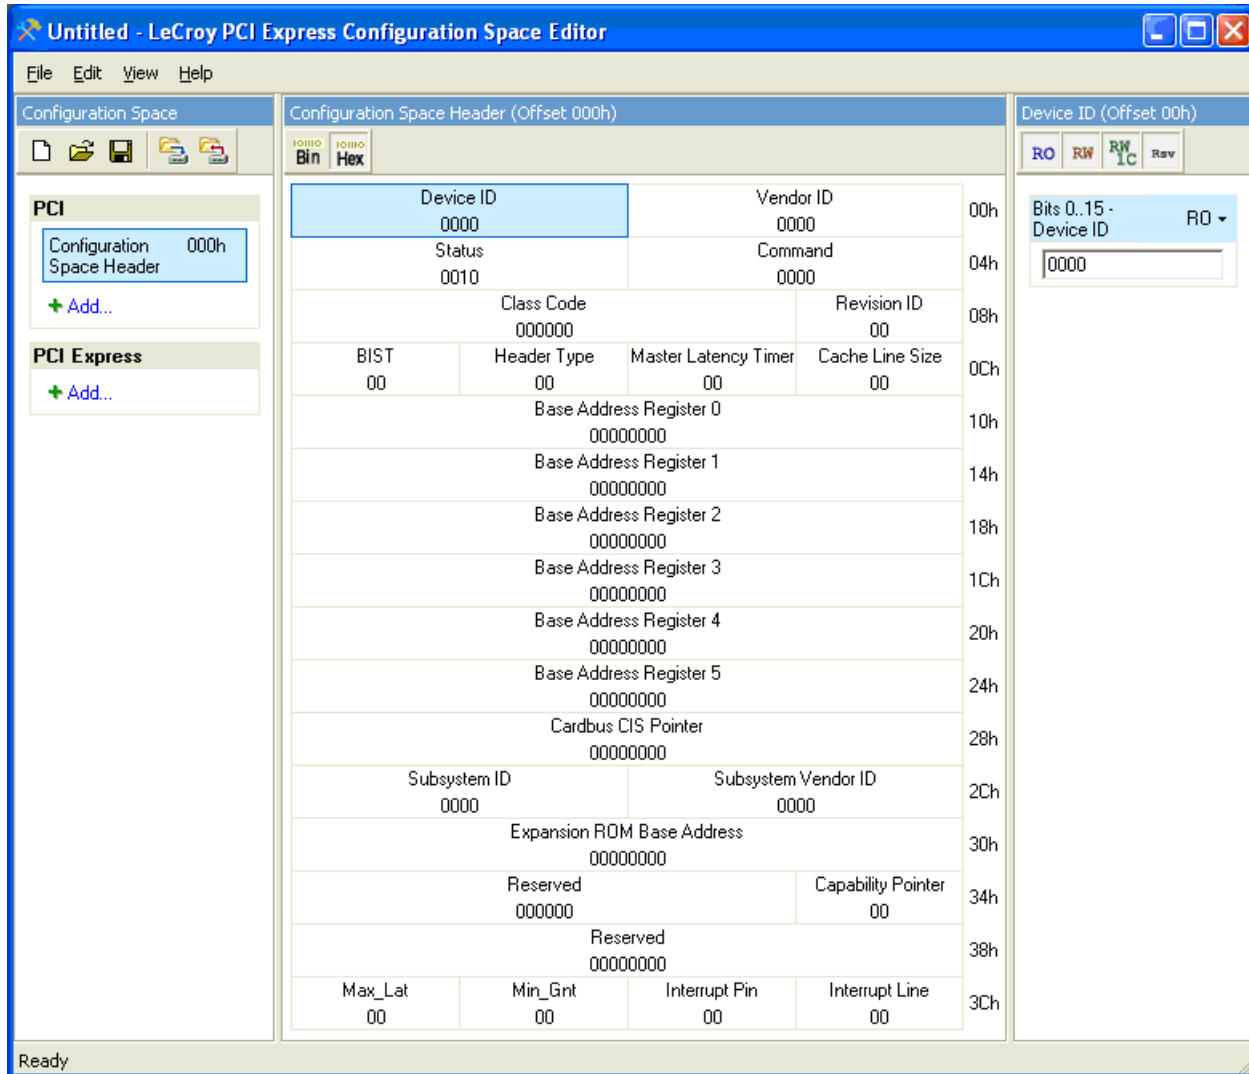 Untitled - LeCroy PCI Express Configuration Space Editor
File Edit View Help
Configuration Space
PCI
Configuration 000h
Space Header
Add...
PCI Express
Add...
Configuration Space Header (Offset 000h)
10110 10110
Bin Hex
Device ID Vendor ID 00h
0000 0000
Status Command 04h
0010 0000
Class Code Revision ID 08h
000000 00
BIST Header Type Master Latency Timer Cache Line Size 0Ch
00 00 00 00
Base Address Register 0 10h
00000000
Base Address Register 1 14h
00000000
Base Address Register 2 18h
00000000
Base Address Register 3 1Ch
00000000
Base Address Register 4 20h
00000000
Base Address Register 5 24h
00000000
Cardbus CIS Pointer 28h
00000000
Subsystem ID Subsystem Vendor ID 2Ch
0000 0000
Expansion ROM Base Address 30h
00000000
Reserved Capability Pointer 34h
000000 00
Reserved 38h
00000000
Max_Lat Min_Gnt Interrupt Pin Interrupt Line 3Ch
00 00 00 00
Device ID (Offset 00h)
RO RW RW1C Rsv
Bits 0..15 - RO
Device ID
0000
Ready